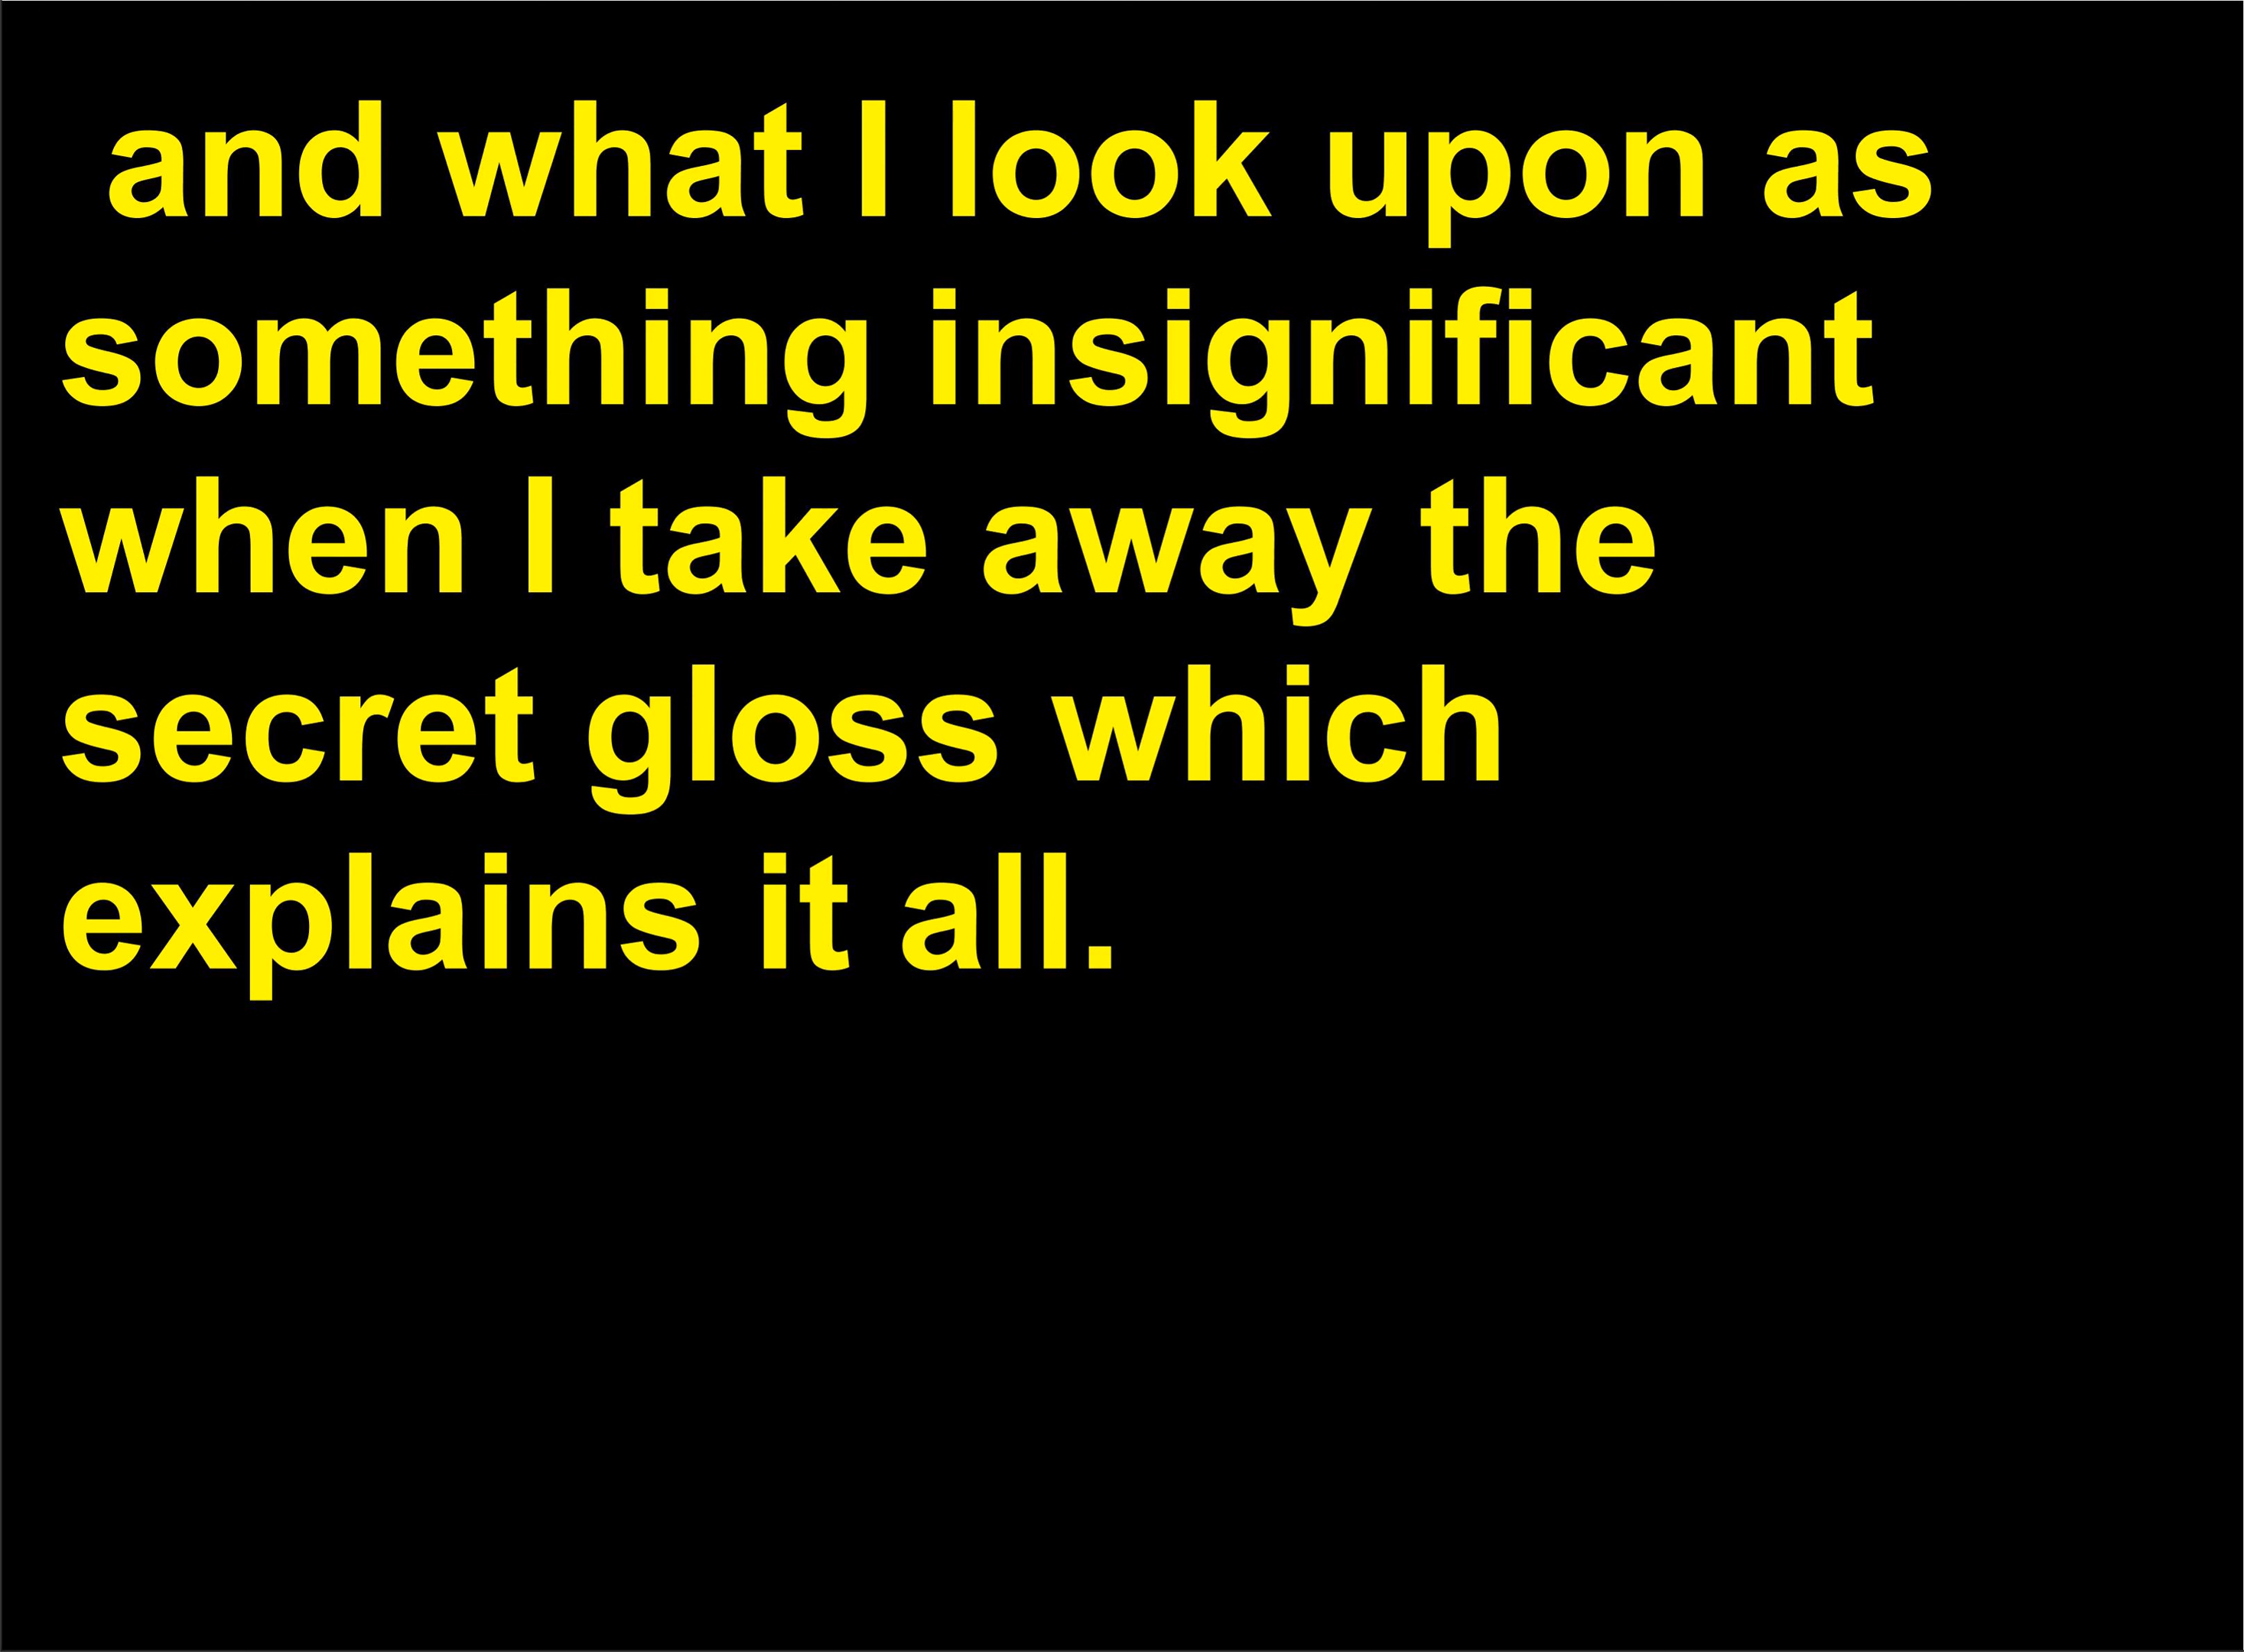 and what I look upon as
something insignificant
when I take away the
secret gloss which
explains it all.